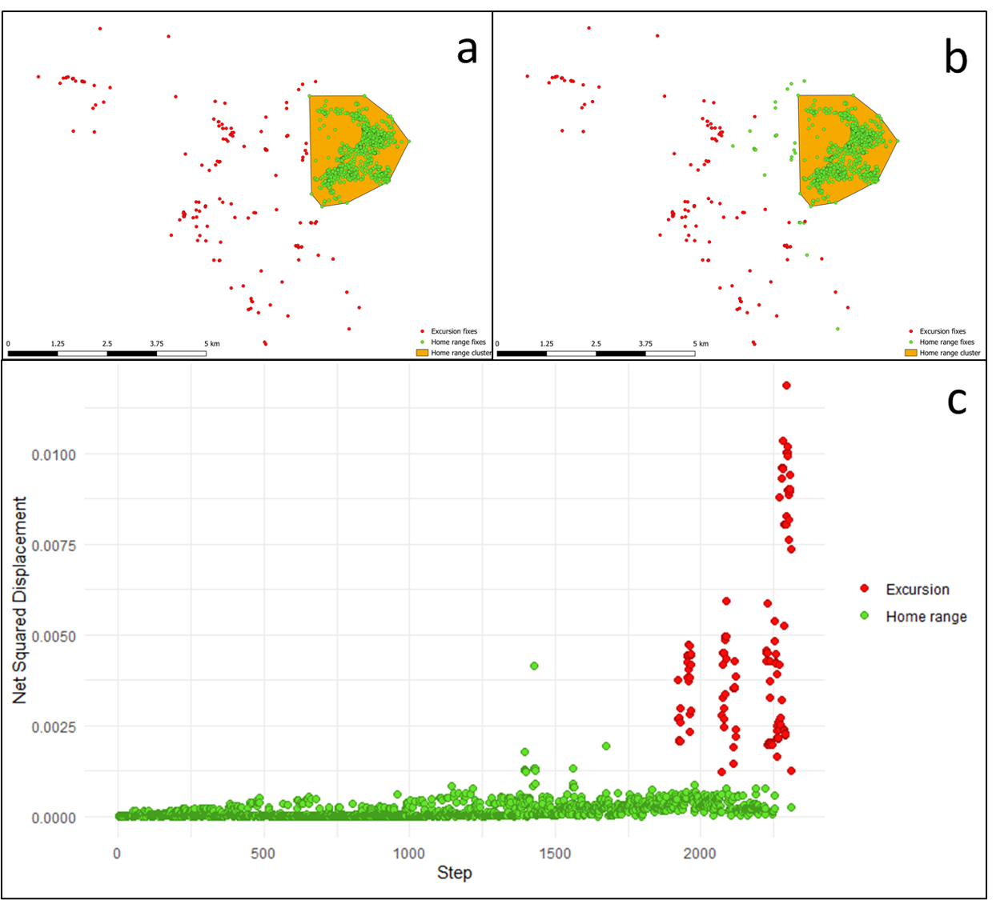 a
Excursion fixes
Home range fixes
Home range cluster
0 1.25 2.5 3.75 5 km
b
Excursion fixes
Home range fixes
Home range cluster
0 1.25 2.5 3.75 5 km
c
Net Squared Displacement
0.0100
0.0075
0.0050
0.0025
0.0000
0 500 1000 1500 2000
Step
Excursion
Home range